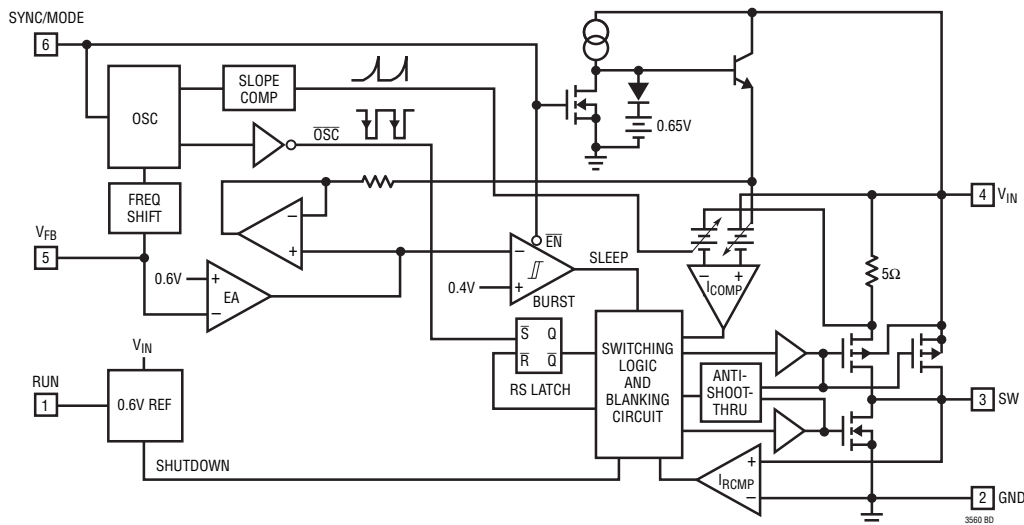 SYNC/MODE
6
OSC
SLOPE
COMP
OSC
0.65V
FREQ
SHIFT
4
VIN
VFB
5
0.6V
+
−
EA
−
+
−
+
EN
SLEEP
0.4V
BURST
−
+
ICOMP
5Ω
VIN
RUN
1
0.6V REF
S
Q
R
Q
RS LATCH
SWITCHING
LOGIC
AND
BLANKING
CIRCUIT
ANTI-
SHOOT-
THRU
3
SW
SHUTDOWN
IRCMP
+
−
2
GND
3560 BD